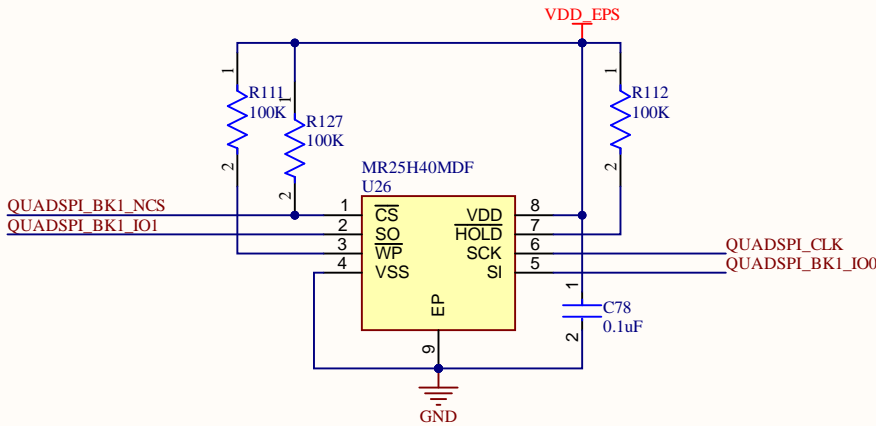 VDD_EPS
1
R111
100K
2
1
R127
100K
2
1
R112
100K
2
MR25H40MDF
U26
QUADSPI_BK1_NCS
1
CS
QUADSPI_BK1_IO1
2
SO
3
WP
4
VSS
VDD
8
HOLD
7
SCK
6
QUADSPI_CLK
SI
5
QUADSPI_BK1_IO0
EP
9
1
C78
0.1uF
2
GND